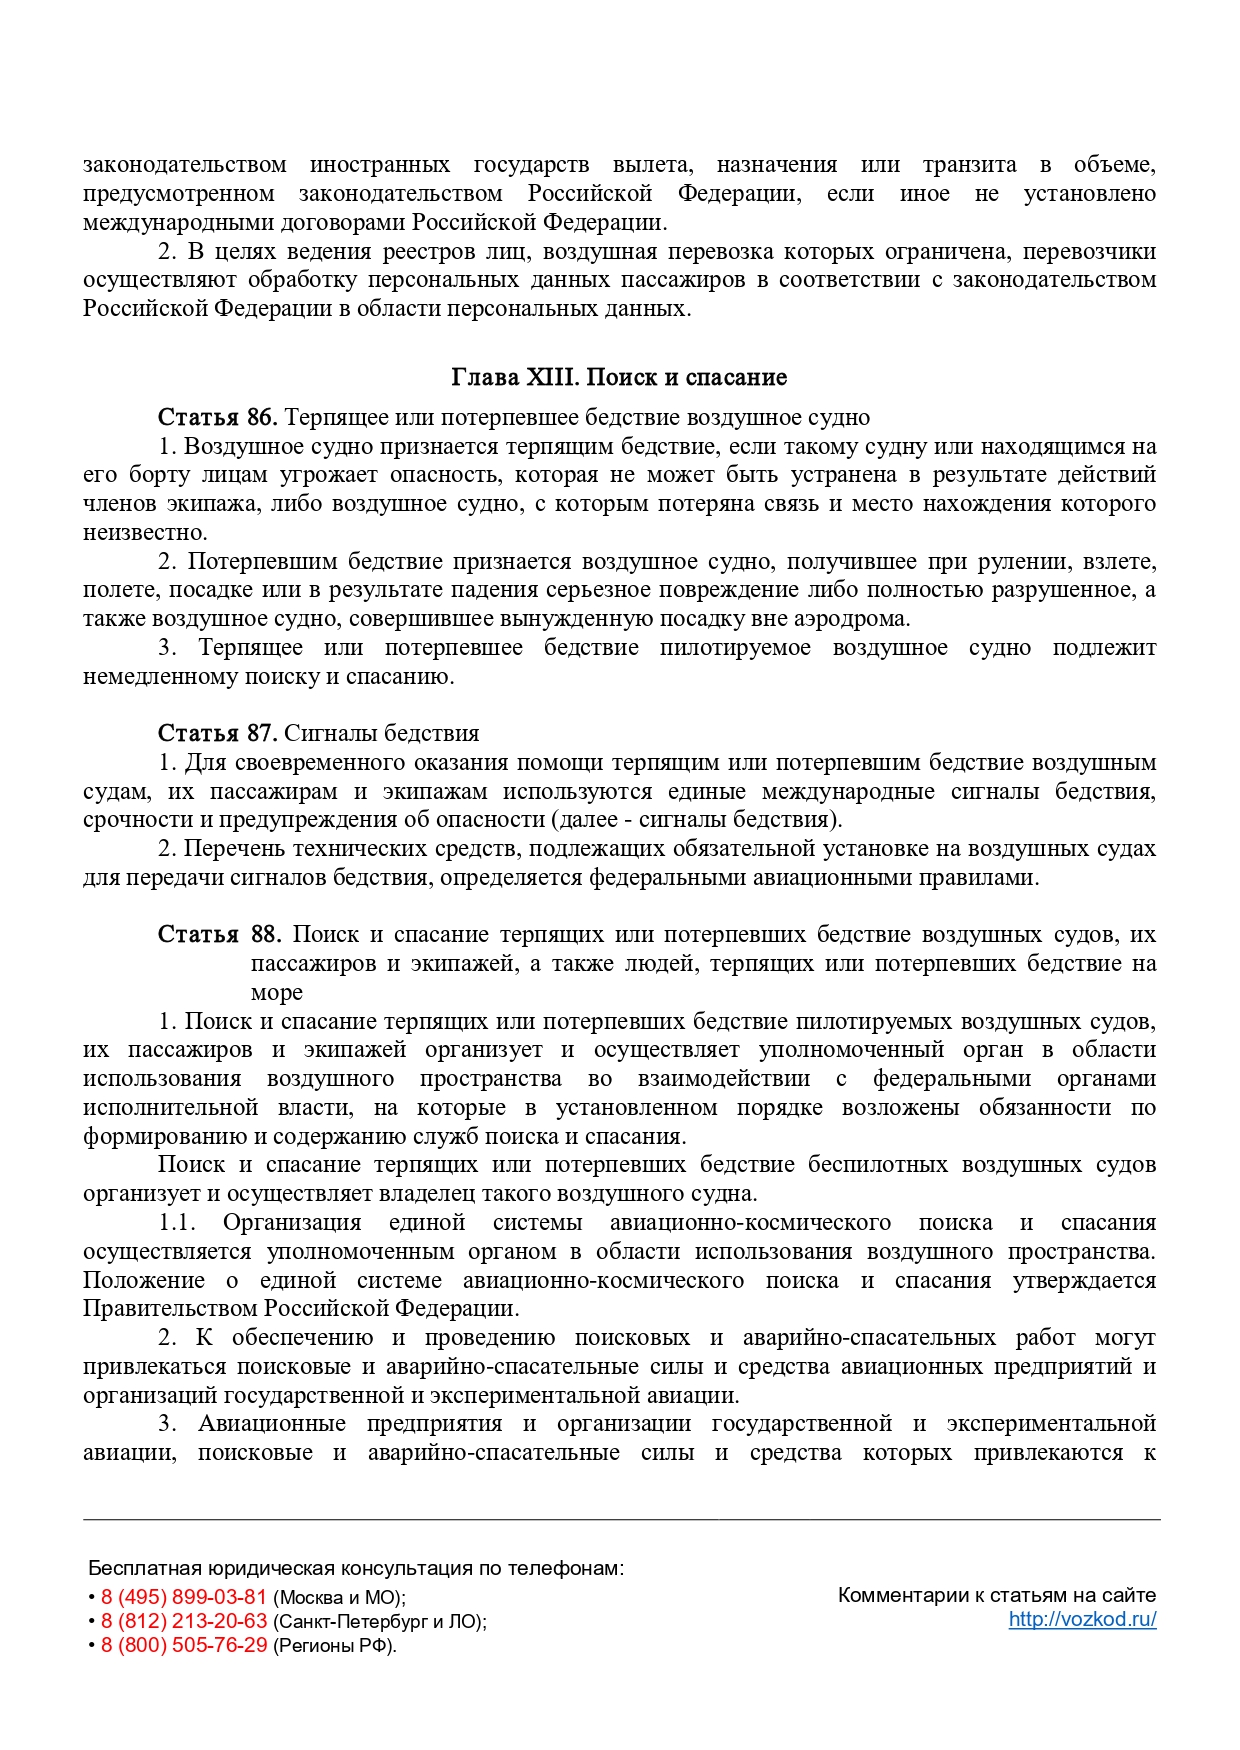 законодательством иностранных государств вылета, назначения или транзита в объеме,
предусмотренном законодательством Российской Федерации, если иное не установлено
международными договорами Российской Федерации.
2. В целях ведения реестров лиц, воздушная перевозка которых ограничена, перевозчики
осуществляют обработку персональных данных пассажиров в соответствии с законодательством
Российской Федерации в области персональных данных.
Глава XIII. Поиск и спасание
Статья 86. Терпящее или потерпевшее бедствие воздушное судно
1. Воздушное судно признается терпящим бедствие, если такому судну или находящимся на
его борту лицам угрожает опасность, которая не может быть устранена в результате действий
членов экипажа, либо воздушное судно, с которым потеряна связь и место нахождения которого
неизвестно.
2. Потерпевшим бедствие признается воздушное судно, получившее при рулении, взлете,
полете, посадке или в результате падения серьезное повреждение либо полностью разрушенное, а
также воздушное судно, совершившее вынужденную посадку вне аэродрома.
3. Терпящее или потерпевшее бедствие пилотируемое воздушное судно подлежит
немедленному поиску и спасанию.
Статья 87. Сигналы бедствия
1. Для своевременного оказания помощи терпящим или потерпевшим бедствие воздушным
судам, их пассажирам и экипажам используются единые международные сигналы бедствия,
срочности и предупреждения об опасности (далее - сигналы бедствия).
2. Перечень технических средств, подлежащих обязательной установке на воздушных судах
для передачи сигналов бедствия, определяется федеральными авиационными правилами.
Статья 88. Поиск и спасание терпящих или потерпевших бедствие воздушных судов, их
пассажиров и экипажей, а также людей, терпящих или потерпевших бедствие на
море
1. Поиск и спасание терпящих или потерпевших бедствие пилотируемых воздушных судов,
их пассажиров и экипажей организует и осуществляет уполномоченный орган в области
использования воздушного пространства во взаимодействии с федеральными органами
исполнительной власти, на которые в установленном порядке возложены обязанности по
формированию и содержанию служб поиска и спасания.
Поиск и спасание терпящих или потерпевших бедствие беспилотных воздушных судов
организует и осуществляет владелец такого воздушного судна.
1.1. Организация единой системы авиационно-космического поиска и спасания
осуществляется уполномоченным органом в области использования воздушного пространства.
Положение о единой системе авиационно-космического поиска и спасания утверждается
Правительством Российской Федерации.
2. К обеспечению и проведению поисковых и аварийно-спасательных работ могут
привлекаться поисковые и аварийно-спасательные силы и средства авиационных предприятий и
организаций государственной и экспериментальной авиации.
3. Авиационные предприятия и организации государственной и экспериментальной
авиации, поисковые и аварийно-спасательные силы и средства которых привлекаются к
Бесплатная юридическая консультация по телефонам:
• 8 (495) 899-03-81 (Москва и МО);
• 8 (812) 213-20-63 (Санкт-Петербург и ЛО);
• 8 (800) 505-76-29 (Регионы РФ).
Комментарии к статьям на сайте
http://vozkod.ru/